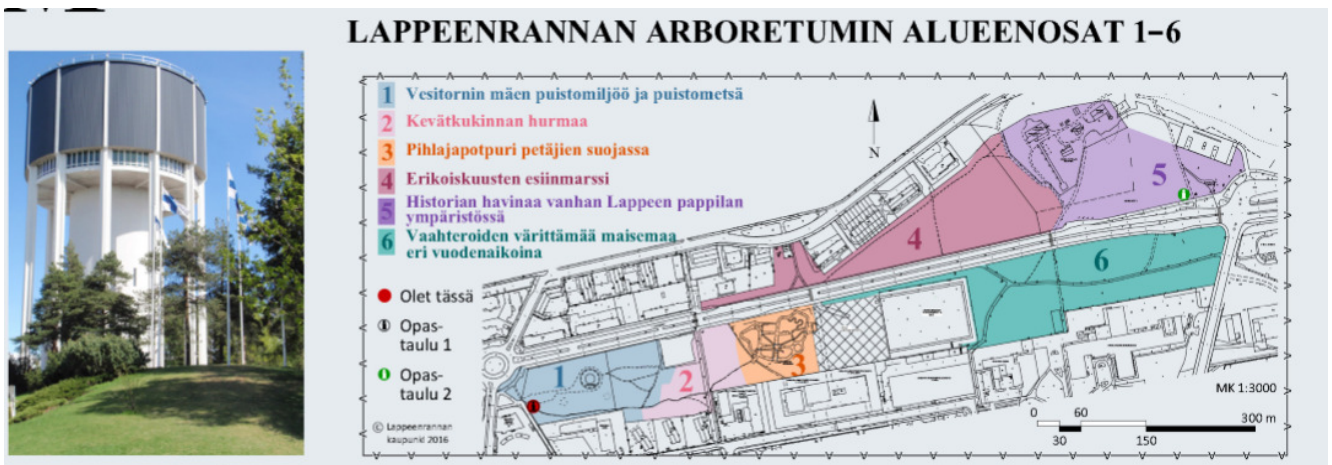 LAPPEENRANNAN ARBORETUMIN ALUEENOSAT 1-6
1 Vesitornin mäen puistomiljöö ja puistometsä
2 Kevätkukinnan hurmaa
3 Pihlajapotpuri petäjien suojassa
4 Erikoiskuusten esiinmarssi
5 Historian havinaa vanhan Lappeen pappilan
ympäristössä
6 Vaahteroiden värittämää maisemaa
eri vuodenaikoina
Olet tässä
Opas-
taulu 1
Opas-
taulu 2
© Lappeenrannan
kaupunki 2016
N
5
4
6
3
1
2
MK 1:3000
0 60 300 m
30 150